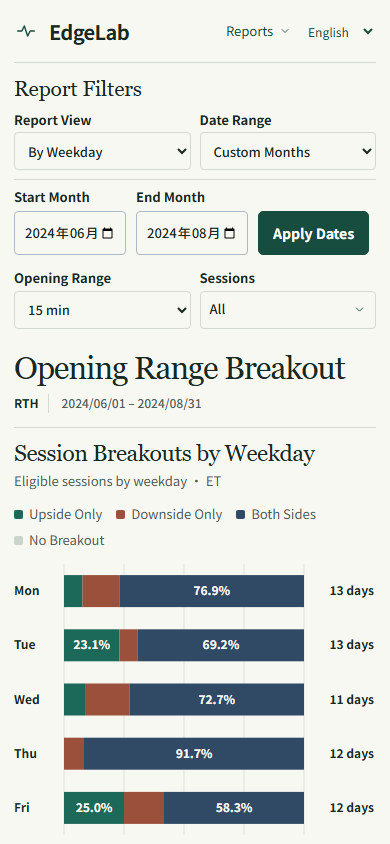 EdgeLab Reports English
Report Filters
Report View Date Range
By Weekday Custom Months
Start Month End Month
2024年06月 2024年08月 Apply Dates
Opening Range Sessions
15 min All
Opening Range Breakout
RTH 2024/06/01 – 2024/08/31
Session Breakouts by Weekday
Eligible sessions by weekday • ET
Upside Only Downside Only Both Sides
No Breakout
Mon 76.9% 13 days
Tue 23.1% 69.2% 13 days
Wed 72.7% 11 days
Thu 91.7% 12 days
Fri 25.0% 58.3% 12 days